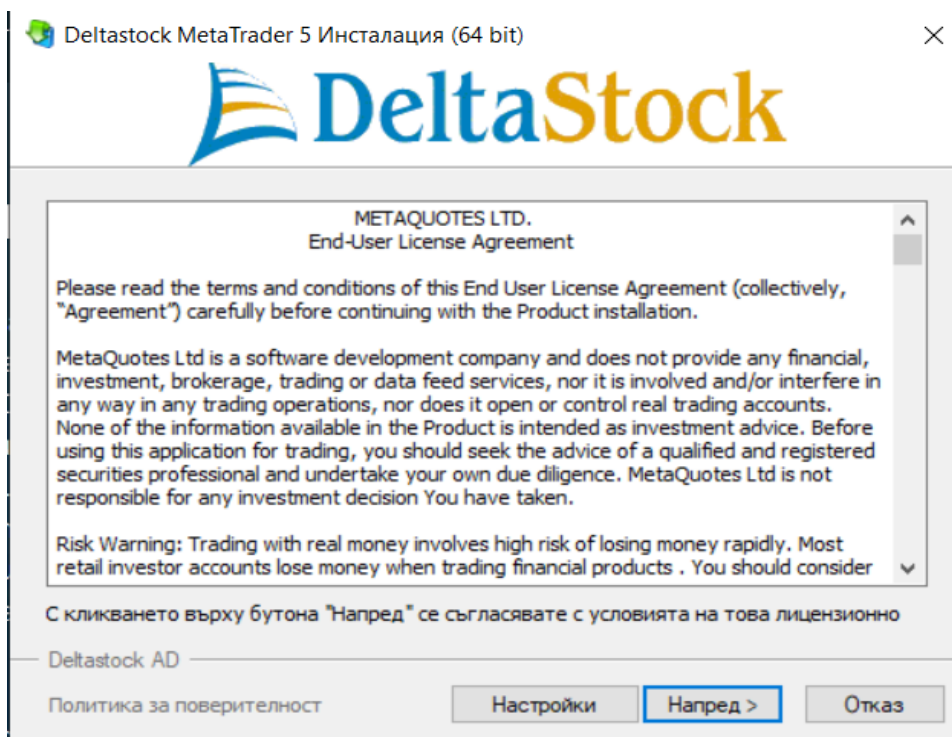 Deltastock MetaTrader 5 Инсталация (64 bit)
DeltaStock
METAQUOTES LTD.
End-User License Agreement
Please read the terms and conditions of this End User License Agreement (collectively,
“Agreement”) carefully before continuing with the Product installation.
MetaQuotes Ltd is a software development company and does not provide any financial,
investment, brokerage, trading or data feed services, nor it is involved and/or interfere in
any way in any trading operations, nor does it open or control real trading accounts.
None of the information available in the Product is intended as investment advice. Before
using this application for trading, you should seek the advice of a qualified and registered
securities professional and undertake your own due diligence. MetaQuotes Ltd is not
responsible for any investment decision You have taken.
Risk Warning: Trading with real money involves high risk of losing money rapidly. Most
retail investor accounts lose money when trading financial products . You should consider
С кликването върху бутона "Напред" се съгласявате с условията на това лицензионно
Deltastock AD
Политика за поверителност
Настройки
Напред >
Отказ